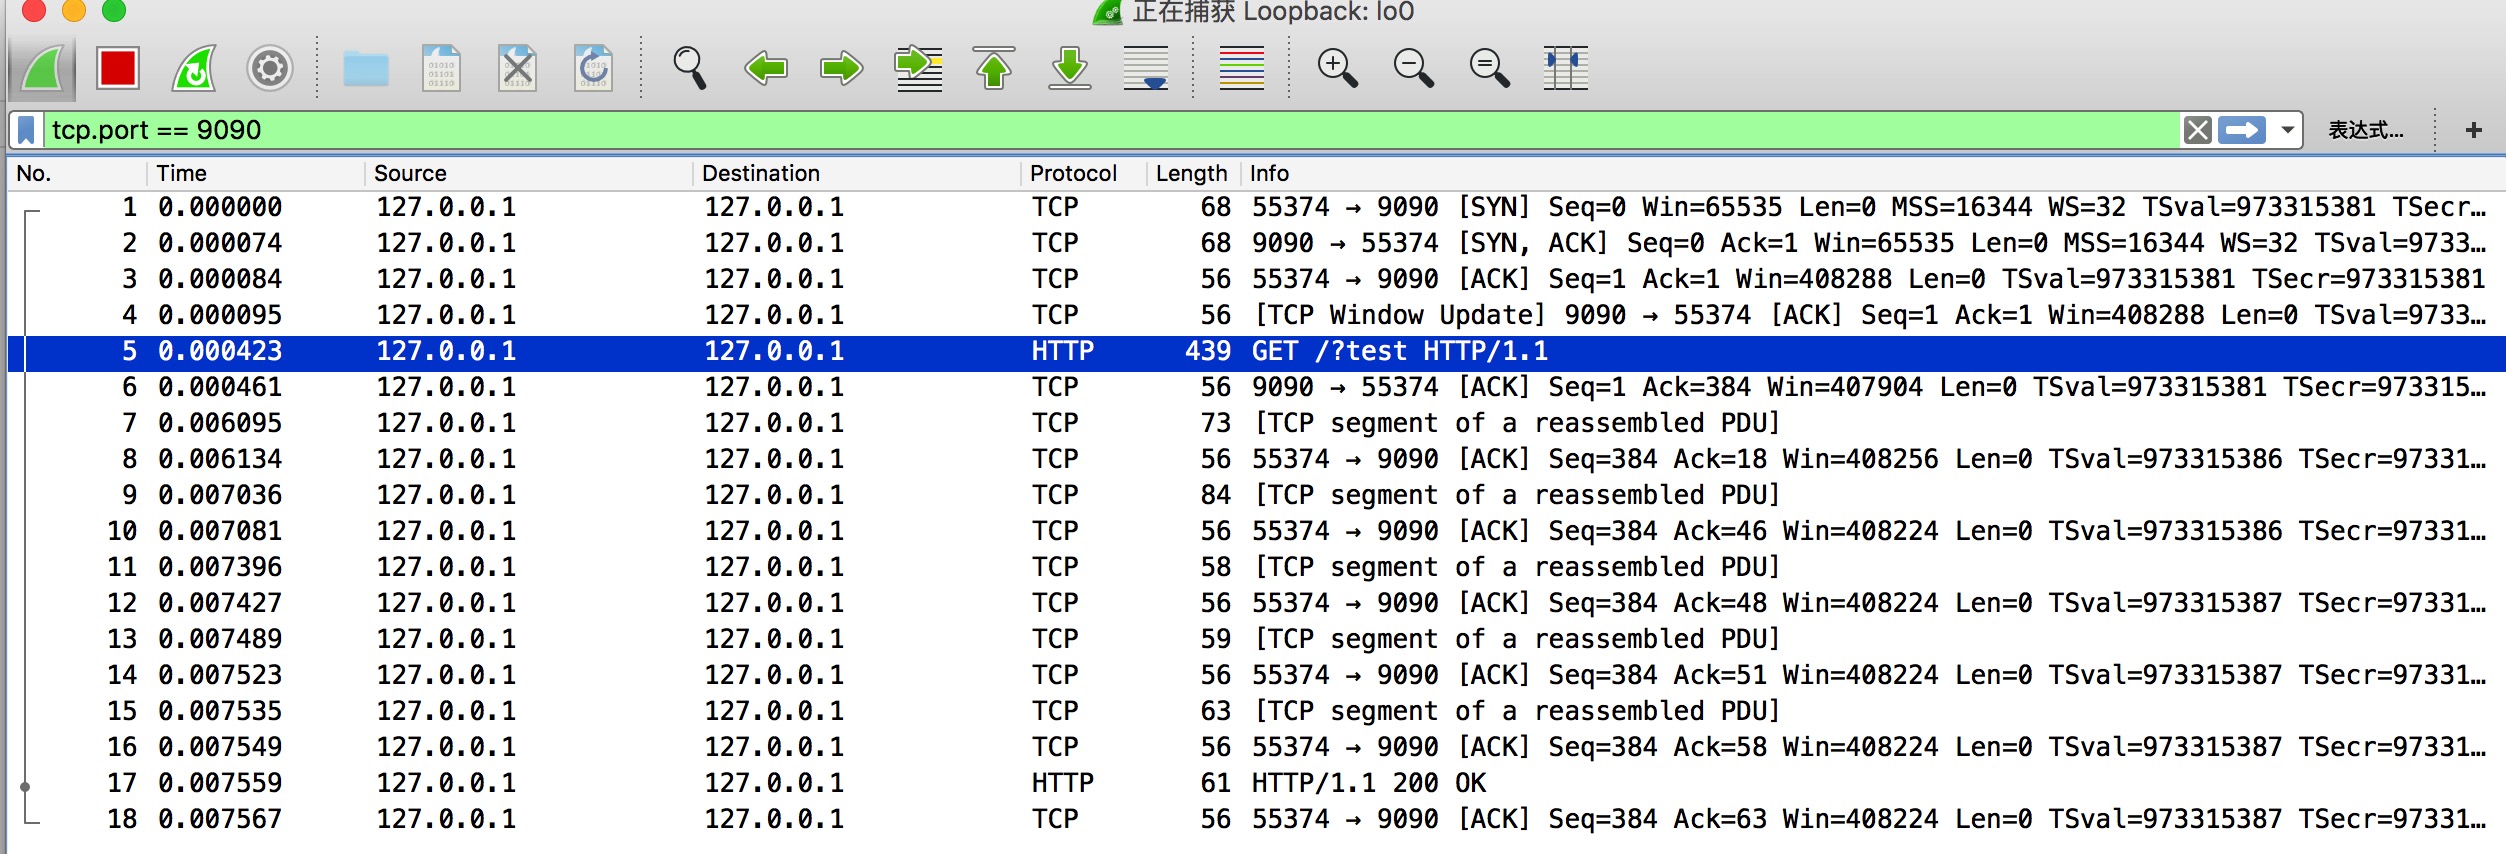 正在捕获 Loopback: lo0
tcp.port == 9090 表达式... +
No. Time Source Destination Protocol Length Info
1 0.000000 127.0.0.1 127.0.0.1 TCP 68 55374 → 9090 [SYN] Seq=0 Win=65535 Len=0 MSS=16344 WS=32 TSval=973315381 TSecr…
2 0.000074 127.0.0.1 127.0.0.1 TCP 68 9090 → 55374 [SYN, ACK] Seq=0 Ack=1 Win=65535 Len=0 MSS=16344 WS=32 TSval=9733…
3 0.000084 127.0.0.1 127.0.0.1 TCP 56 55374 → 9090 [ACK] Seq=1 Ack=1 Win=408288 Len=0 TSval=973315381 TSecr=973315381
4 0.000095 127.0.0.1 127.0.0.1 TCP 56 [TCP Window Update] 9090 → 55374 [ACK] Seq=1 Ack=1 Win=408288 Len=0 TSval=9733…
5 0.000423 127.0.0.1 127.0.0.1 HTTP 439 GET /?test HTTP/1.1
6 0.000461 127.0.0.1 127.0.0.1 TCP 56 9090 → 55374 [ACK] Seq=1 Ack=384 Win=407904 Len=0 TSval=973315381 TSecr=973315…
7 0.006095 127.0.0.1 127.0.0.1 TCP 73 [TCP segment of a reassembled PDU]
8 0.006134 127.0.0.1 127.0.0.1 TCP 56 55374 → 9090 [ACK] Seq=384 Ack=18 Win=408256 Len=0 TSval=973315386 TSecr=97331…
9 0.007036 127.0.0.1 127.0.0.1 TCP 84 [TCP segment of a reassembled PDU]
10 0.007081 127.0.0.1 127.0.0.1 TCP 56 55374 → 9090 [ACK] Seq=384 Ack=46 Win=408224 Len=0 TSval=973315386 TSecr=97331…
11 0.007396 127.0.0.1 127.0.0.1 TCP 58 [TCP segment of a reassembled PDU]
12 0.007427 127.0.0.1 127.0.0.1 TCP 56 55374 → 9090 [ACK] Seq=384 Ack=48 Win=408224 Len=0 TSval=973315387 TSecr=97331…
13 0.007489 127.0.0.1 127.0.0.1 TCP 59 [TCP segment of a reassembled PDU]
14 0.007523 127.0.0.1 127.0.0.1 TCP 56 55374 → 9090 [ACK] Seq=384 Ack=51 Win=408224 Len=0 TSval=973315387 TSecr=97331…
15 0.007535 127.0.0.1 127.0.0.1 TCP 63 [TCP segment of a reassembled PDU]
16 0.007549 127.0.0.1 127.0.0.1 TCP 56 55374 → 9090 [ACK] Seq=384 Ack=58 Win=408224 Len=0 TSval=973315387 TSecr=97331…
17 0.007559 127.0.0.1 127.0.0.1 HTTP 61 HTTP/1.1 200 OK
18 0.007567 127.0.0.1 127.0.0.1 TCP 56 55374 → 9090 [ACK] Seq=384 Ack=63 Win=408224 Len=0 TSval=973315387 TSecr=97331…